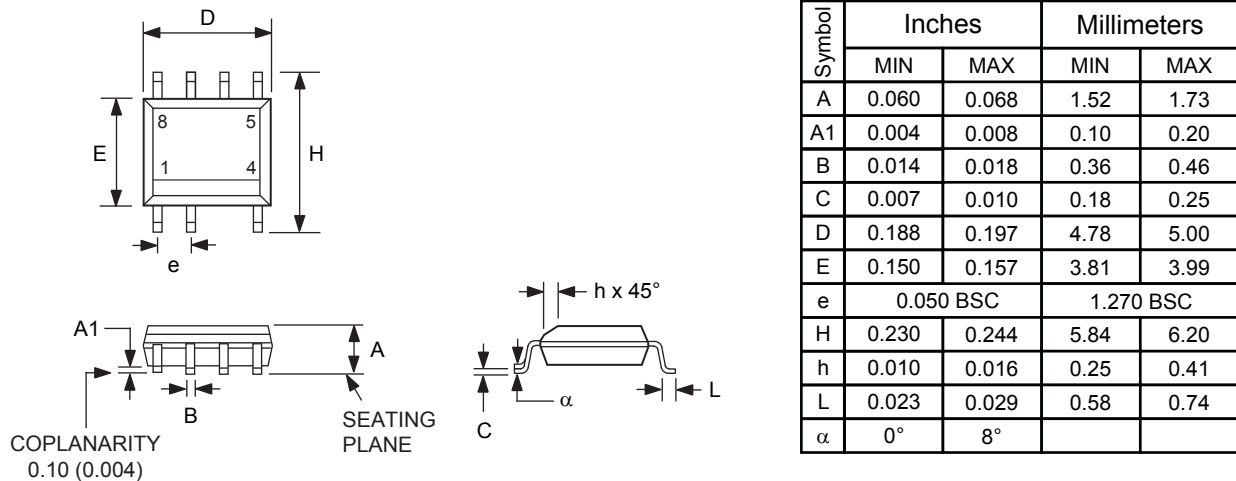 D
8 5
E H
1 4
e
A1
A
B
COPLANARITY
0.10 (0.004)
SEATING
PLANE
h x 45°
α
C
L
Symbol Inches Millimeters
MIN MAX MIN MAX
A 0.060 0.068 1.52 1.73
A1 0.004 0.008 0.10 0.20
B 0.014 0.018 0.36 0.46
C 0.007 0.010 0.18 0.25
D 0.188 0.197 4.78 5.00
E 0.150 0.157 3.81 3.99
e 0.050 BSC 1.270 BSC
H 0.230 0.244 5.84 6.20
h 0.010 0.016 0.25 0.41
L 0.023 0.029 0.58 0.74
α 0° 8°